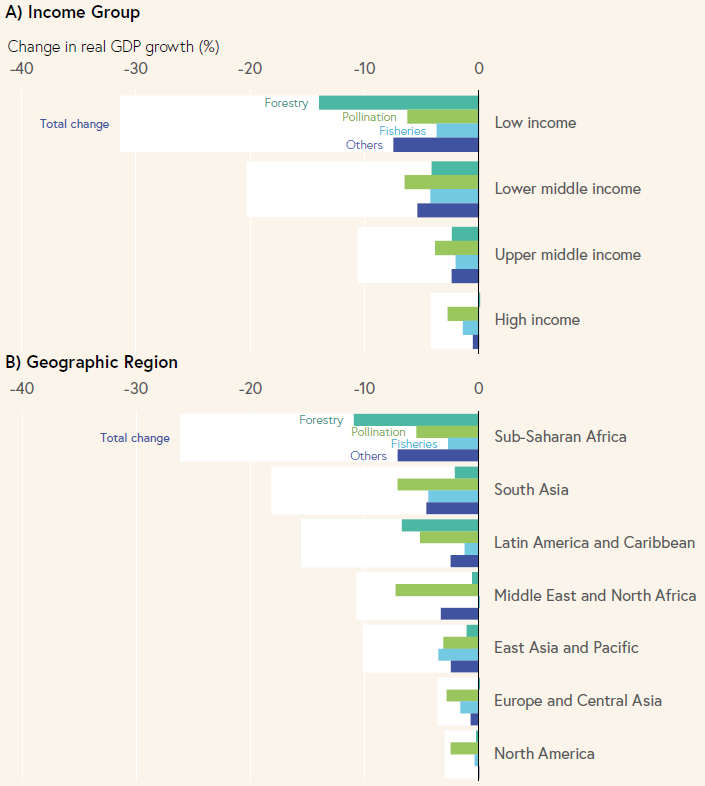 A) Income Group
Change in real GDP growth (%)
-40 -30 -20 -10 0
Forestry
Pollination
Total change
Fisheries
Others
Low income
Lower middle income
Upper middle income
High income
B) Geographic Region
-40 -30 -20 -10 0
Forestry
Pollination
Total change
Fisheries
Others
Sub-Saharan Africa
South Asia
Latin America and Caribbean
Middle East and North Africa
East Asia and Pacific
Europe and Central Asia
North America